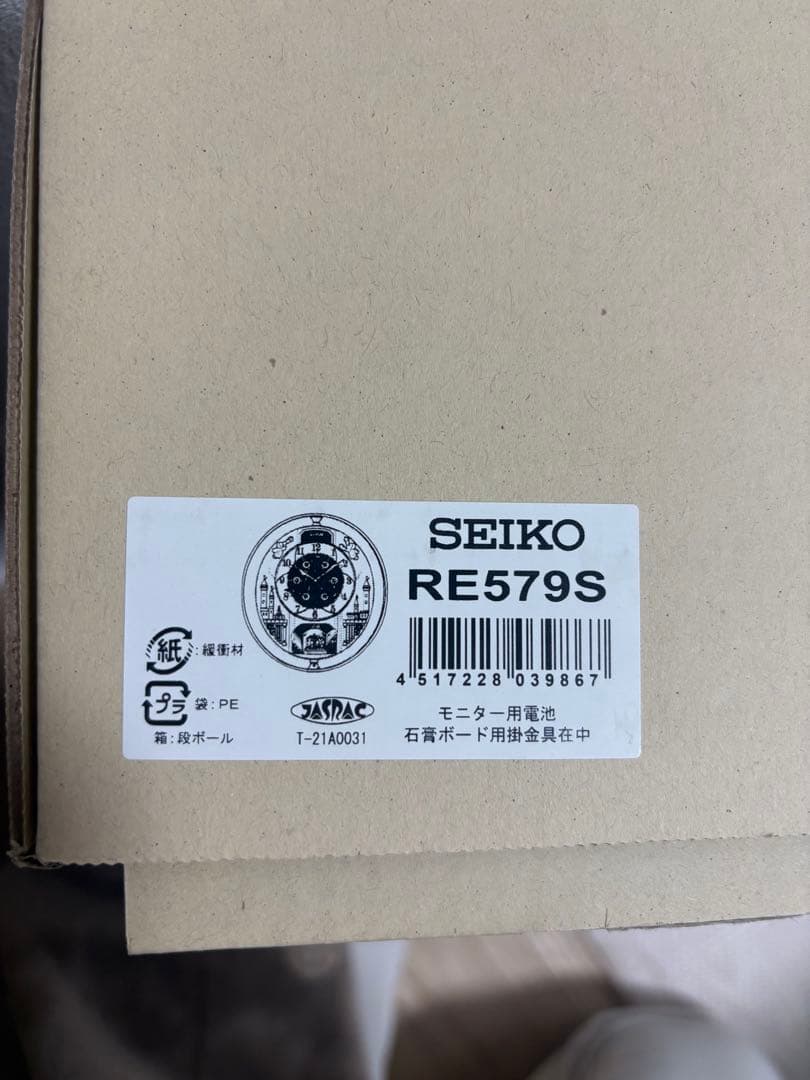 SEIKO
RE579S
4 517228 039867
モニター用電池
石膏ボード用掛金具在中
紙:緩衝材
プラ 袋:PE
箱:段ボール
JASRAC
T-21A0031